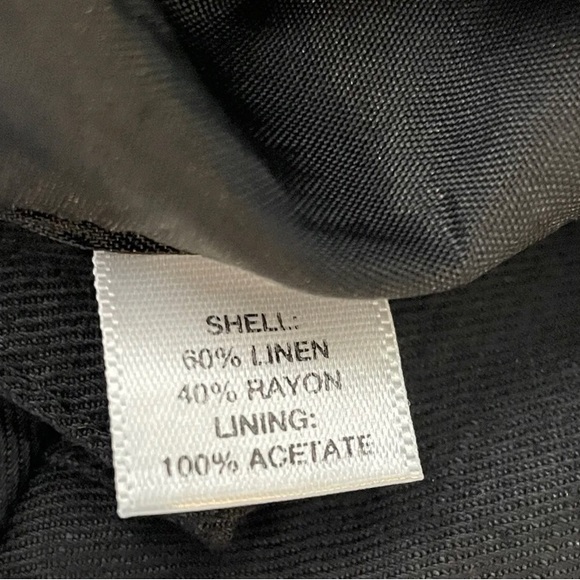 SHELL:
60% LINEN
40% RAYON
LINING:
100% ACETATE